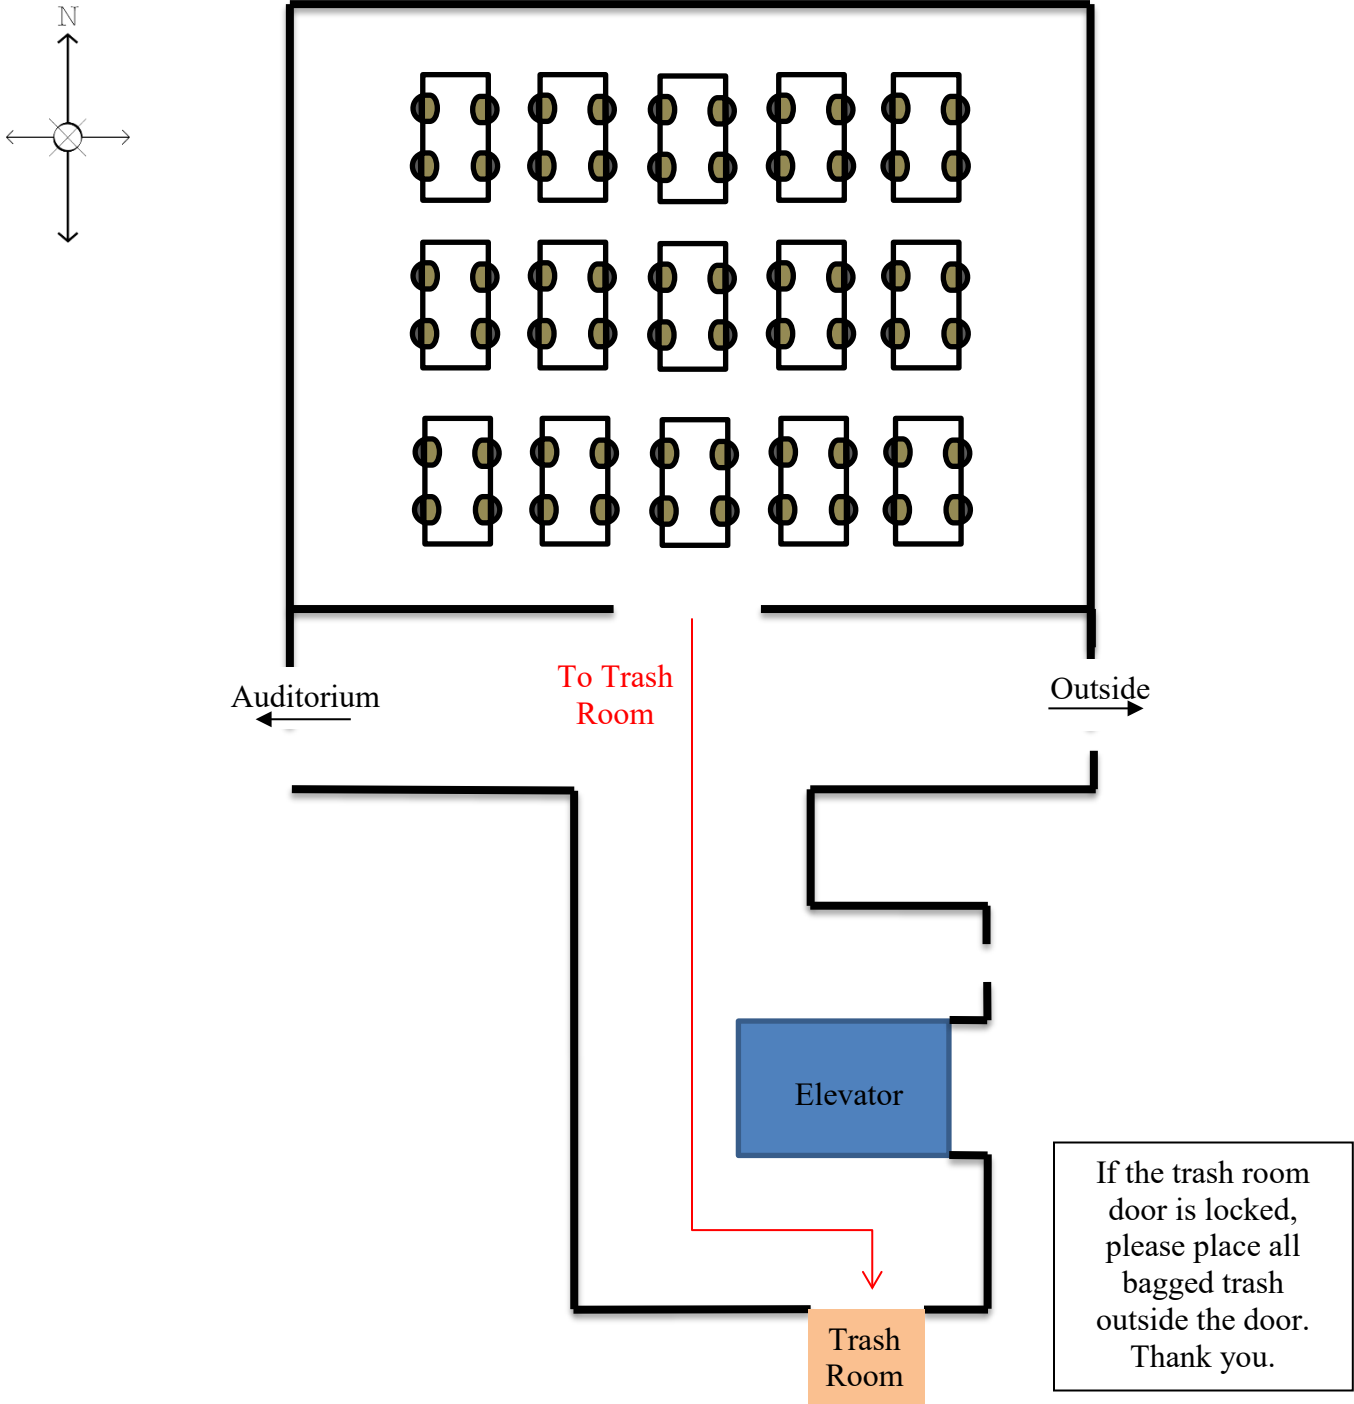 N
To Trash
Room
Auditorium
Outside
Elevator
If the trash room
door is locked,
please place all
bagged trash
outside the door.
Thank you.
Trash
Room